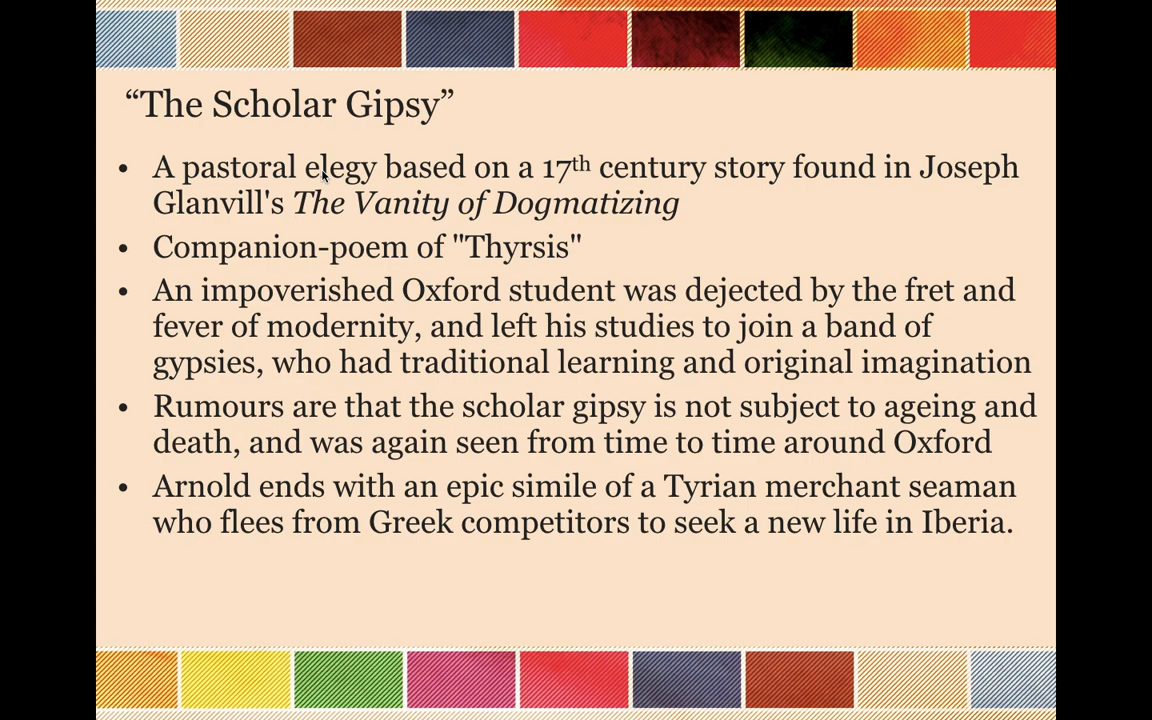 “The Scholar Gipsy”
• A pastoral elegy based on a 17th century story found in Joseph
Glanvill's The Vanity of Dogmatizing
• Companion-poem of "Thyrsis"
• An impoverished Oxford student was dejected by the fret and
fever of modernity, and left his studies to join a band of
gypsies, who had traditional learning and original imagination
• Rumours are that the scholar gipsy is not subject to ageing and
death, and was again seen from time to time around Oxford
• Arnold ends with an epic simile of a Tyrian merchant seaman
who flees from Greek competitors to seek a new life in Iberia.